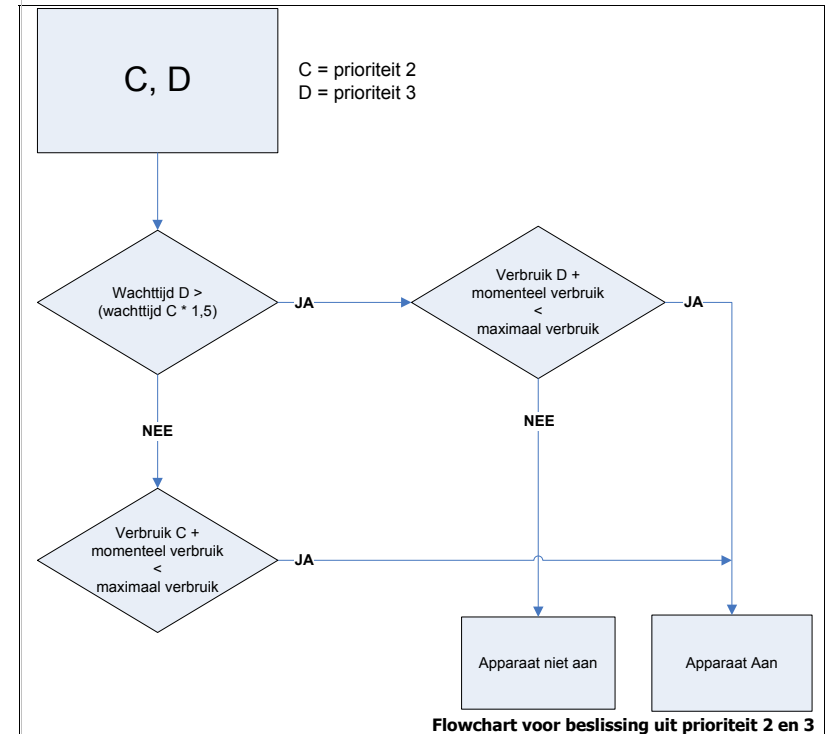 C, D
C = prioriteit 2
D = prioriteit 3
Wachttijd D >
(wachttijd C * 1,5)
JA
Verbruik D +
momenteel verbruik
<
maximaal verbruik
JA
NEE
NEE
Verbruik C +
momenteel verbruik
<
maximaal verbruik
JA
Apparaat niet aan
Apparaat Aan
Flowchart voor beslissing uit prioriteit 2 en 3